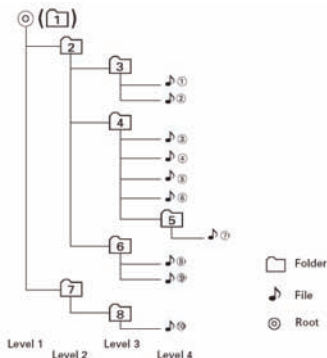 (1)
2
3
①
②
4
③
④
⑤
⑥
5
⑦
6
⑧
⑨
7
8
⑩
Folder
File
Root
Level 1
Level 2
Level 3
Level 4